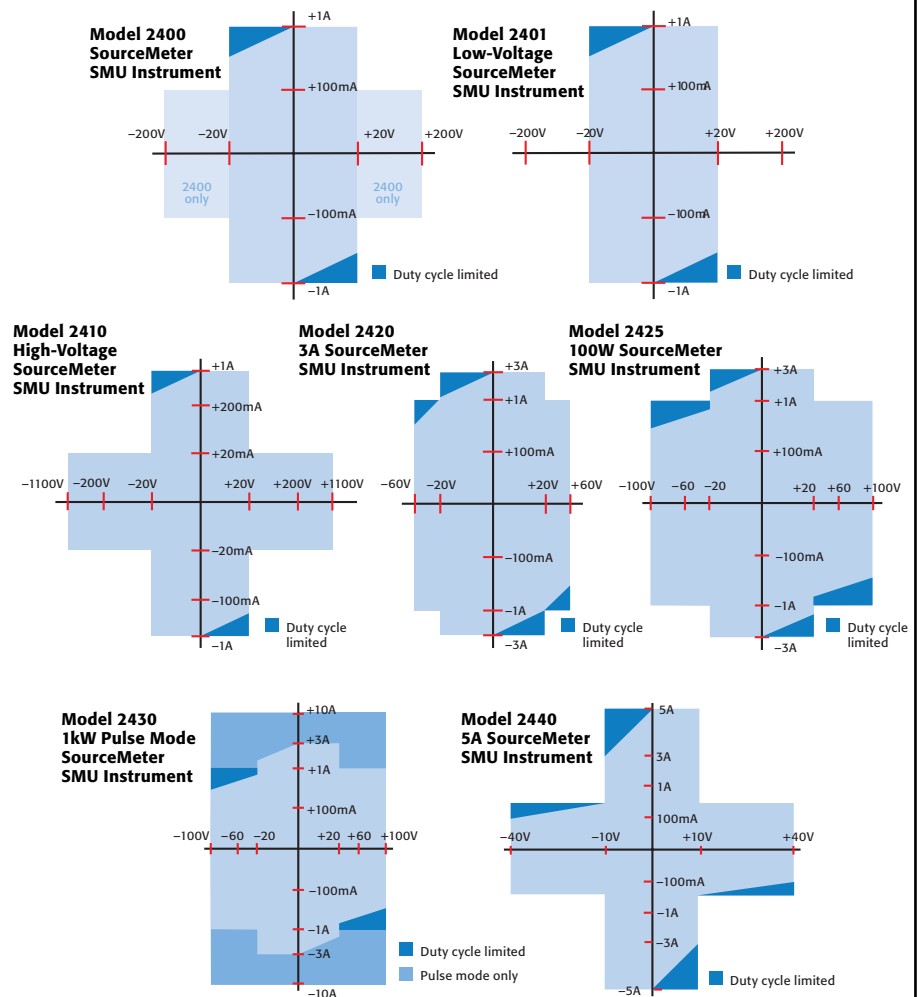 Model 2400
SourceMeter
SMU Instrument
+1A
+100mA
−200V −20V +20V +200V
2400
only
2400
only
−100mA
−1A
Duty cycle limited
Model 2401
Low-Voltage
SourceMeter
SMU Instrument
+1A
+100mA
−200V −20V +20V +200V
−100mA
−1A
Duty cycle limited
Model 2410
High-Voltage
SourceMeter
SMU Instrument
+1A
+200mA
+20mA
−1100V −200V −20V +20V +200V +1100V
−20mA
−100mA
−1A
Duty cycle
limited
Model 2420
3A SourceMeter
SMU Instrument
+3A
+1A
+100mA
−60V −20V +20V +60V
−100mA
−1A
−3A
Duty cycle
limited
Model 2425
100W SourceMeter
SMU Instrument
+3A
+1A
+100mA
−100V −60 −20 +20 +60 +100V
−100mA
−1A
−3A
Duty cycle
limited
Model 2430
1kW Pulse Mode
SourceMeter
SMU Instrument
+10A
+3A
+1A
+100mA
−100V −60 −20 +20 +60 +100V
−100mA
−1A
−3A
−10A
Duty cycle limited
Pulse mode only
Model 2440
5A SourceMeter
SMU Instrument
5A
3A
1A
100mA
−40V −10V +10V +40V
−100mA
−1A
−3A
−5A
Duty cycle limited